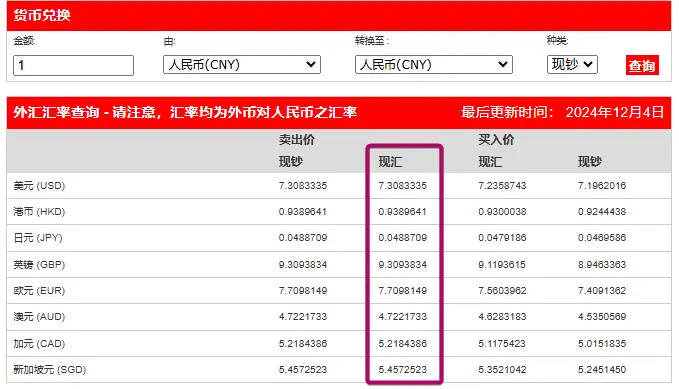 货币兑换
金额: 由: 转换至 : 种类:
1 人民币(CNY) 人民币(CNY) 现钞 查询
外汇汇率查询 - 请注意，汇率均为外币对人民币之汇率 最后更新时间： 2024年12月4日
卖出价 买入价
现钞 现汇 现汇 现钞
美元 (USD) 7.3083335 7.3083335 7.2358743 7.1962016
港币 (HKD) 0.9389641 0.9389641 0.9300038 0.9244438
日元 (JPY) 0.0488709 0.0488709 0.0479186 0.0469586
英镑 (GBP) 9.3093834 9.3093834 9.1193615 8.9463363
欧元 (EUR) 7.7098149 7.7098149 7.5603962 7.4091362
澳元 (AUD) 4.7221733 4.7221733 4.6283183 4.5350569
加元 (CAD) 5.2184386 5.2184386 5.1175423 5.0151835
新加坡元 (SGD) 5.4572523 5.4572523 5.3521042 5.2451450